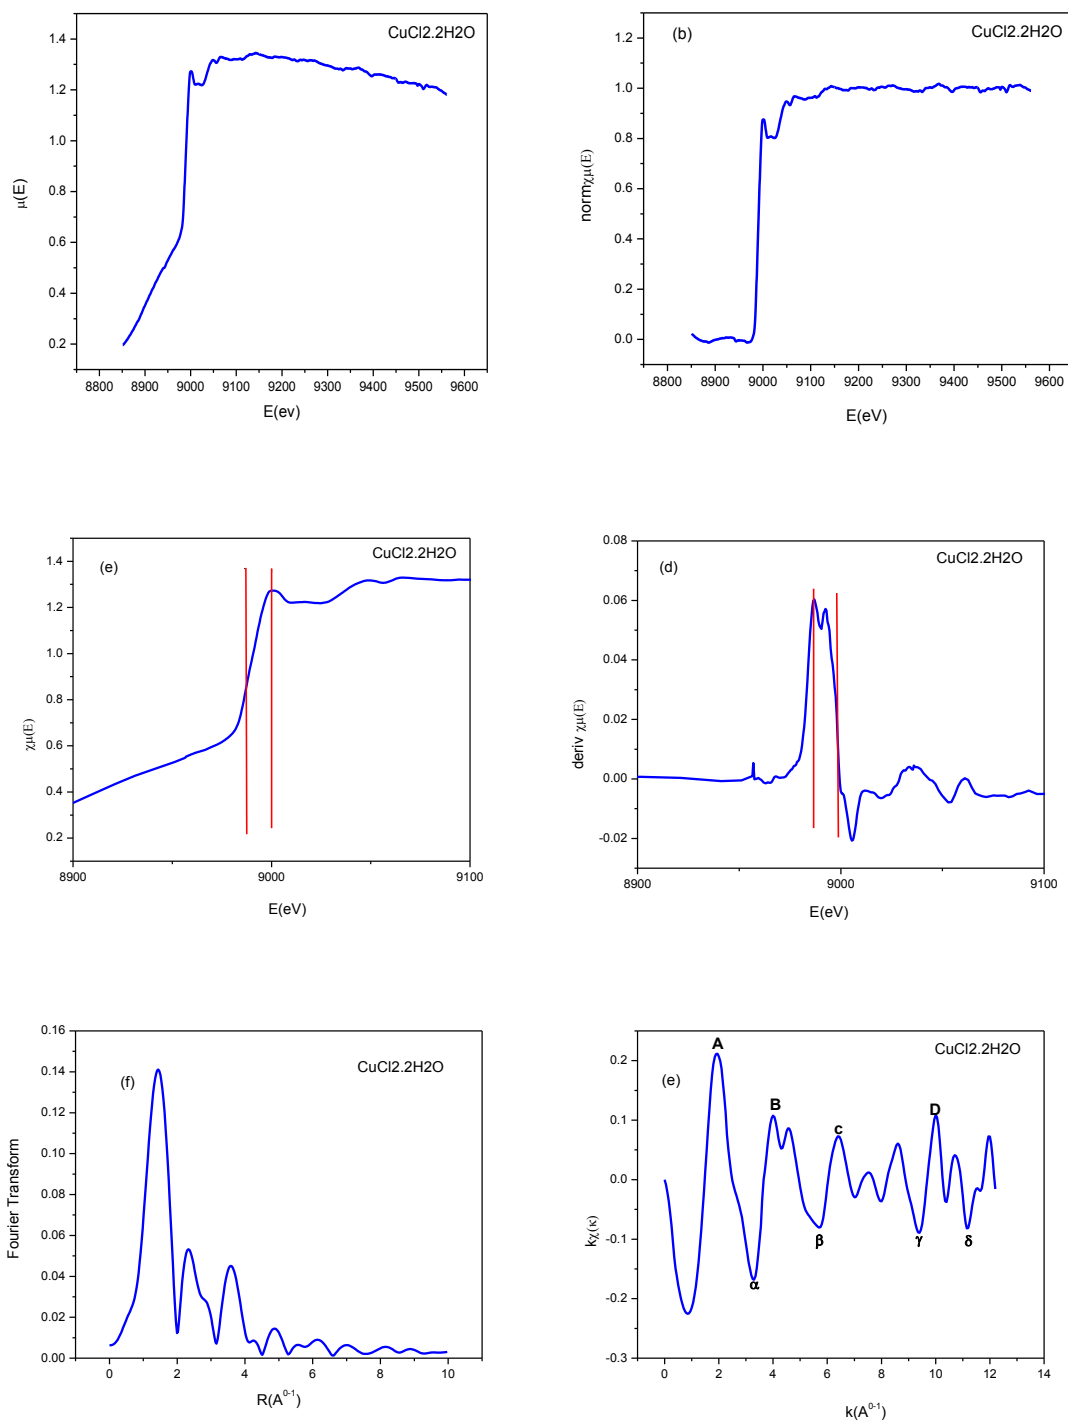 CuCl2.2H2O
1.4
1.2
1.0
0.8
0.6
0.4
0.2
μ(E)
8800 8900 9000 9100 9200 9300 9400 9500 9600
E(ev)
(b)
CuCl2.2H2O
1.2
1.0
0.8
0.6
0.4
0.2
0.0
normχμ(E)
8800 8900 9000 9100 9200 9300 9400 9500 9600
E(eV)
(e)
CuCl2.2H2O
1.4
1.2
1.0
0.8
0.6
0.4
0.2
χμ(E)
8900 9000 9100
E(eV)
(d)
CuCl2.2H2O
0.08
0.06
0.04
0.02
0.00
-0.02
deriv χμ(E)
8900 9000 9100
E(eV)
(f)
CuCl2.2H2O
0.16
0.14
0.12
0.10
0.08
0.06
0.04
0.02
0.00
Fourier Transform
0 2 4 6 8 10
R(A0-1)
(e)
CuCl2.2H2O
A
B
c
D
α
β
γ
δ
0.2
0.1
0.0
-0.1
-0.2
-0.3
kχ(κ)
0 2 4 6 8 10 12 14
k(A0-1)